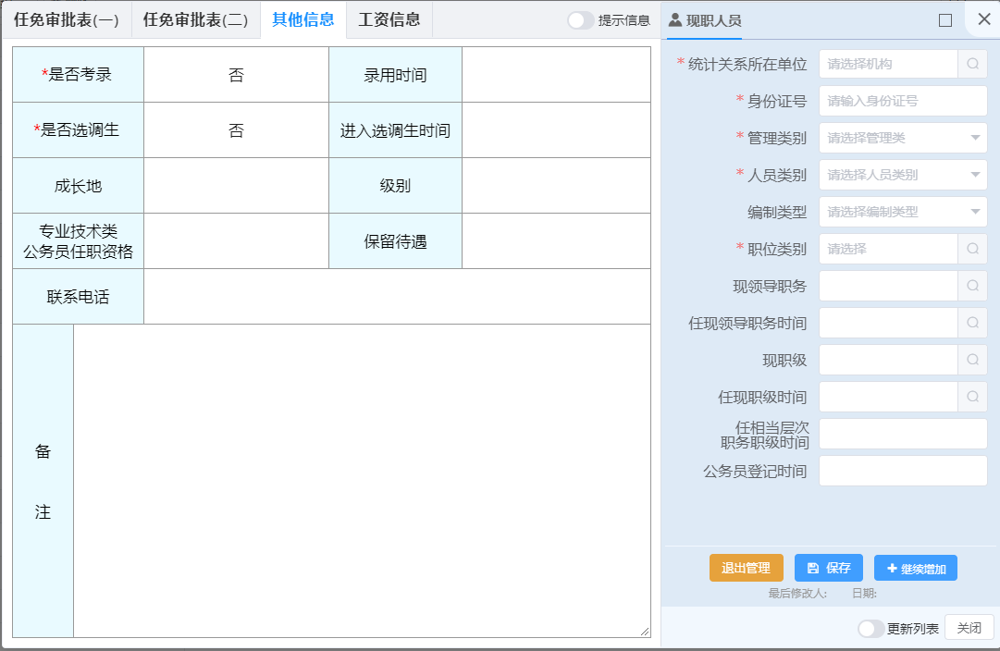 任免审批表(一) 任免审批表(二) 其他信息 工资信息 提示信息
*是否考录 否 录用时间
*是否选调生 否 进入选调生时间
成长地 级别
专业技术类
公务员任职资格 保留待遇
联系电话
备
注
现职人员
* 统计关系所在单位 请选择机构
* 身份证号 请输入身份证号
* 管理类别 请选择管理类
* 人员类别 请选择人员类别
编制类型 请选择编制类型
* 职位类别 请选择
现领导职务
任现领导职务时间
现职级
任现职级时间
任相当层次
职务职级时间
公务员登记时间
退出管理 保存 继续增加
最后修改人: 日期:
更新列表 关闭